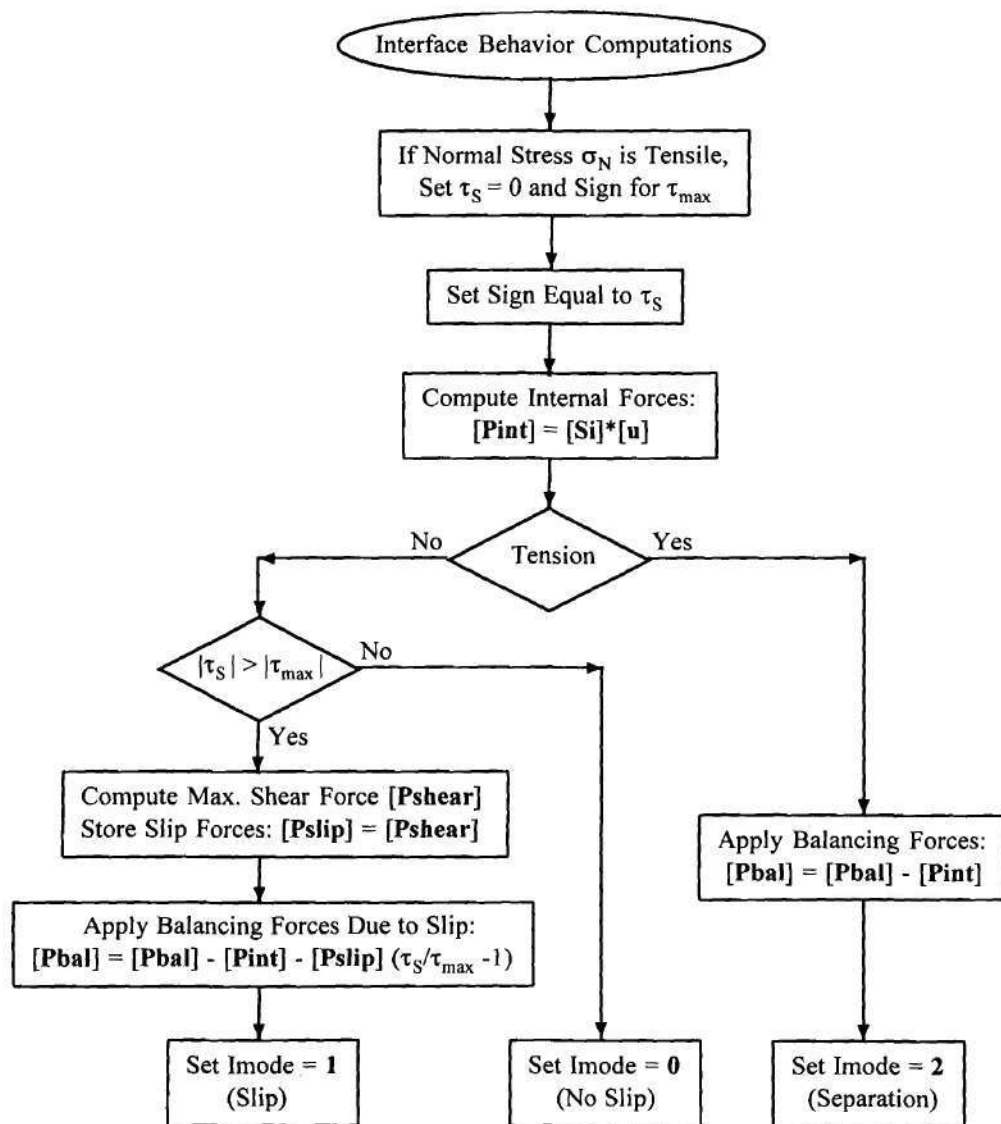 Interface Behavior Computations
If Normal Stress σN is Tensile,
Set τS = 0 and Sign for τmax
Set Sign Equal to τS
Compute Internal Forces:
[Pint] = [Si]*[u]
Tension
No
Yes
|τS| > |τmax|
No
Yes
Compute Max. Shear Force [Pshear]
Store Slip Forces: [Pslip] = [Pshear]
Apply Balancing Forces:
[Pbal] = [Pbal] - [Pint]
Apply Balancing Forces Due to Slip:
[Pbal] = [Pbal] - [Pint] - [Pslip] (τS/τmax -1)
Set Imode = 1
(Slip)
Set Imode = 0
(No Slip)
Set Imode = 2
(Separation)